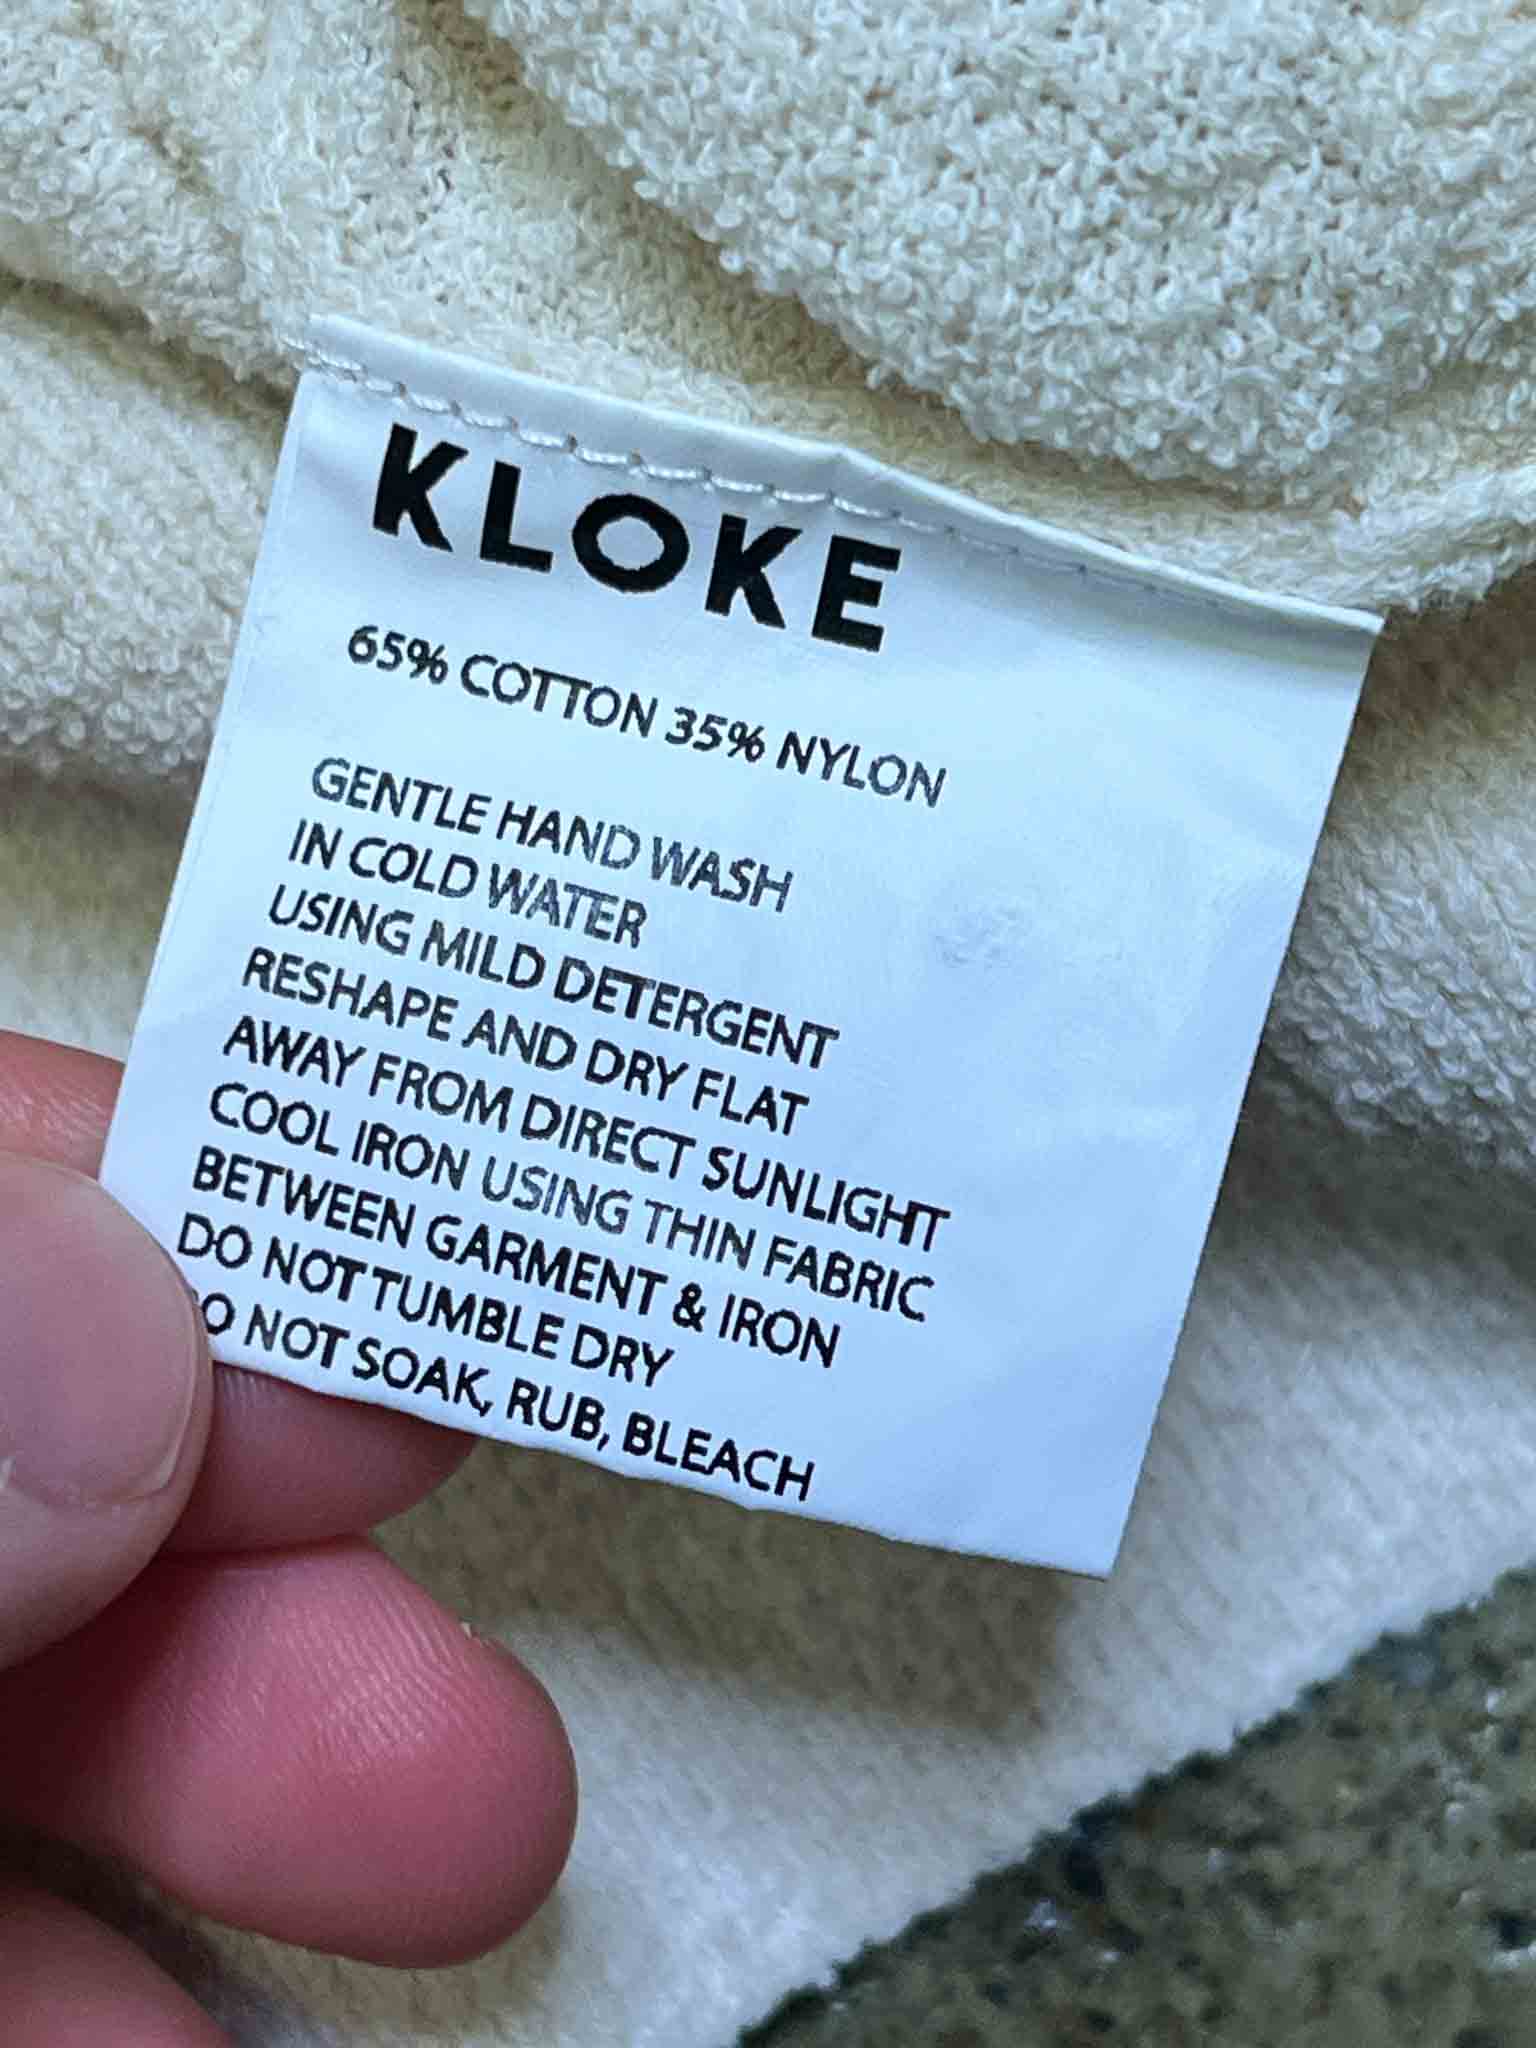 KLOKE
65% COTTON 35% NYLON
GENTLE HAND WASH
IN COLD WATER
USING MILD DETERGENT
RESHAPE AND DRY FLAT
AWAY FROM DIRECT SUNLIGHT
COOL IRON USING THIN FABRIC
BETWEEN GARMENT & IRON
DO NOT TUMBLE DRY
DO NOT SOAK, RUB, BLEACH